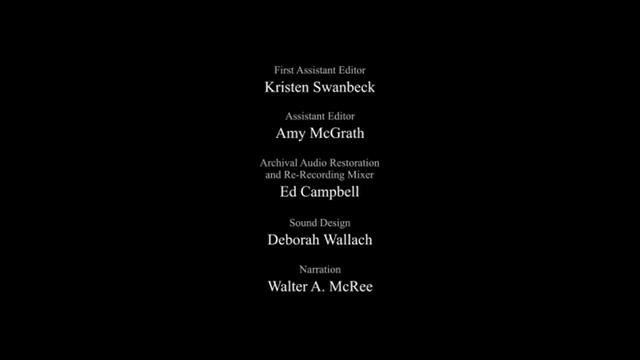 First Assistant Editor
Kristen Swanbeck
Assistant Editor
Amy McGrath
Archival Audio Restoration
and Re-Recording Mixer
Ed Campbell
Sound Design
Deborah Wallach
Narration
Walter A. McRee